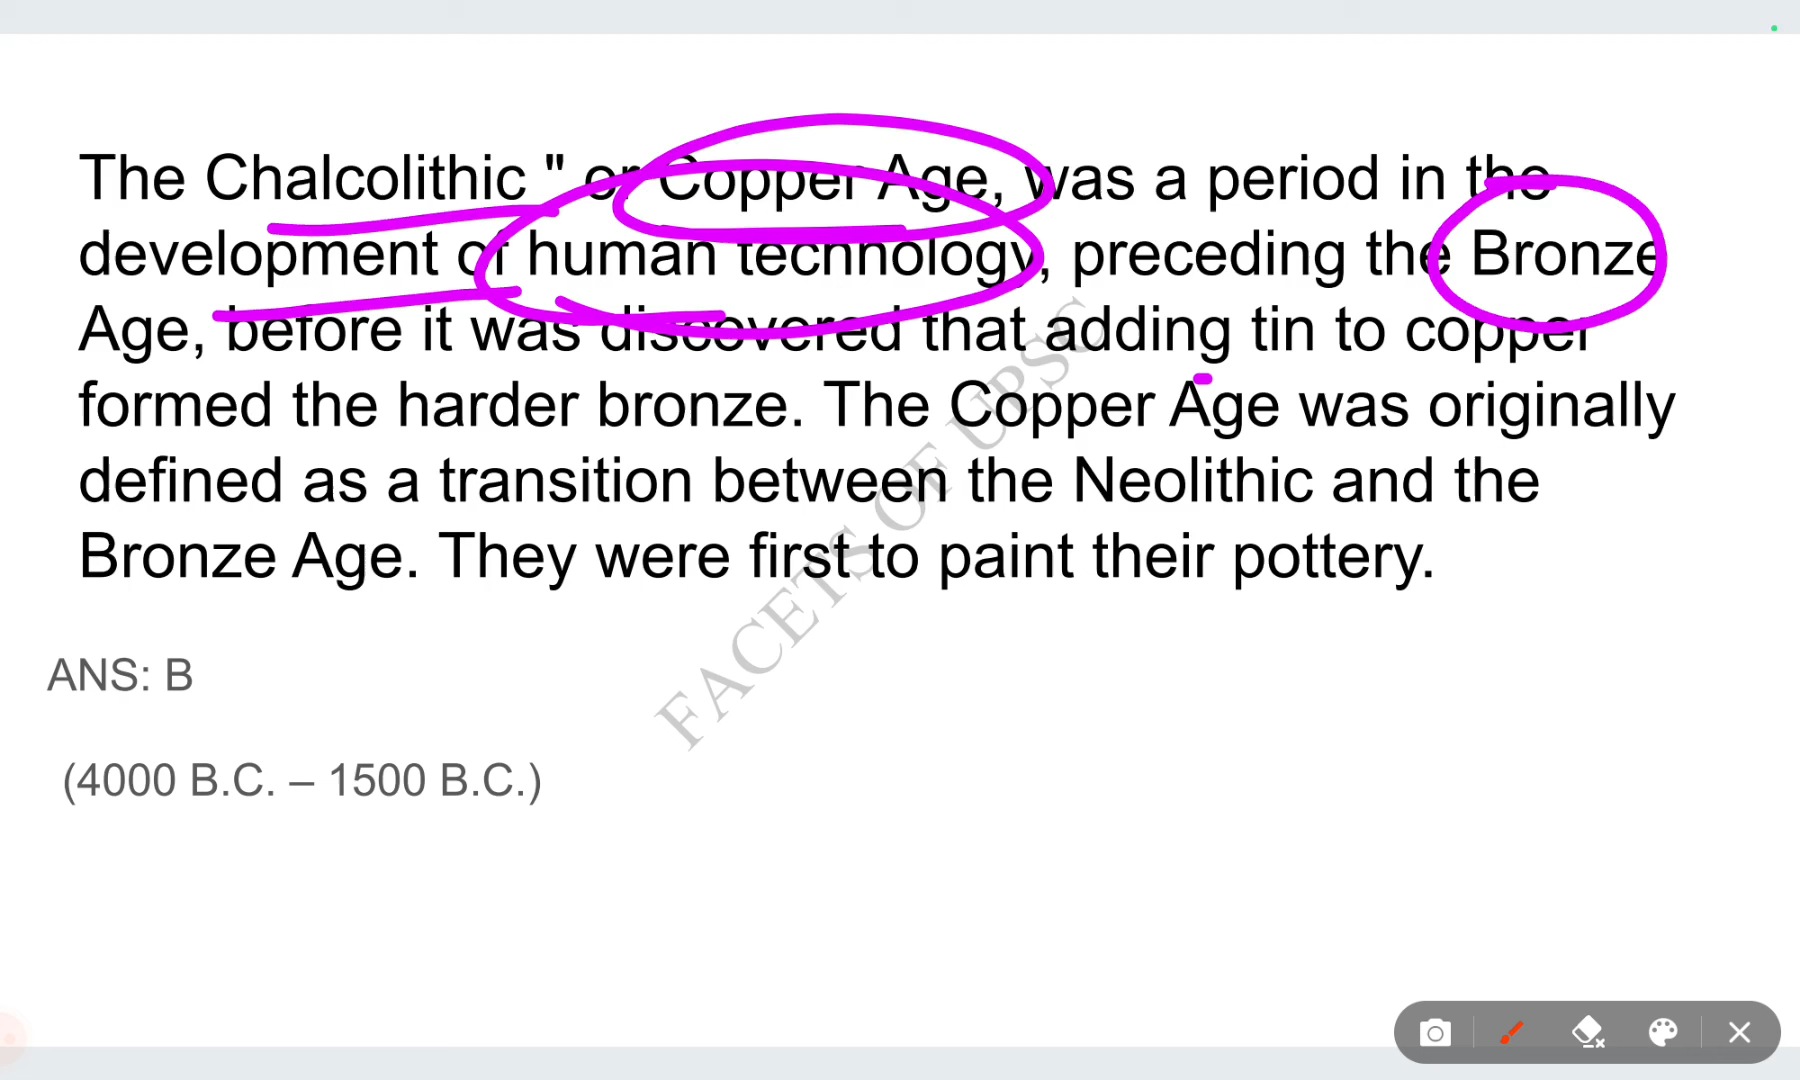 The Chalcolithic " or Copper Age, was a period in the
development of human technology, preceding the Bronze
Age, before it was discovered that adding tin to copper
formed the harder bronze. The Copper Age was originally
defined as a transition between the Neolithic and the
Bronze Age. They were first to paint their pottery.
FACETS OF UPSC
ANS: B
(4000 B.C. – 1500 B.C.)